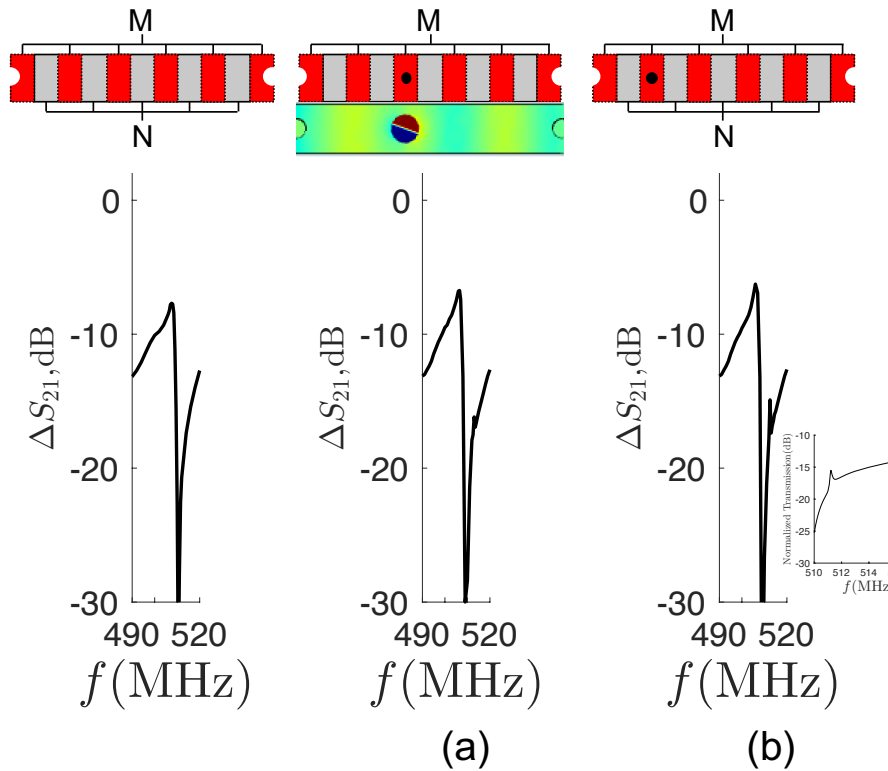 M M M
N N
0 0 0
-10 -10 -10
-20 -20 -20
-30 -30 -30
ΔS21,dB ΔS21,dB ΔS21,dB
490 520 490 520 490 520
f(MHz) f(MHz) f(MHz)
-10
-15
-20
-25
-30
Normalized Transmission(dB)
510 512 514
f(MHz
(a) (b)